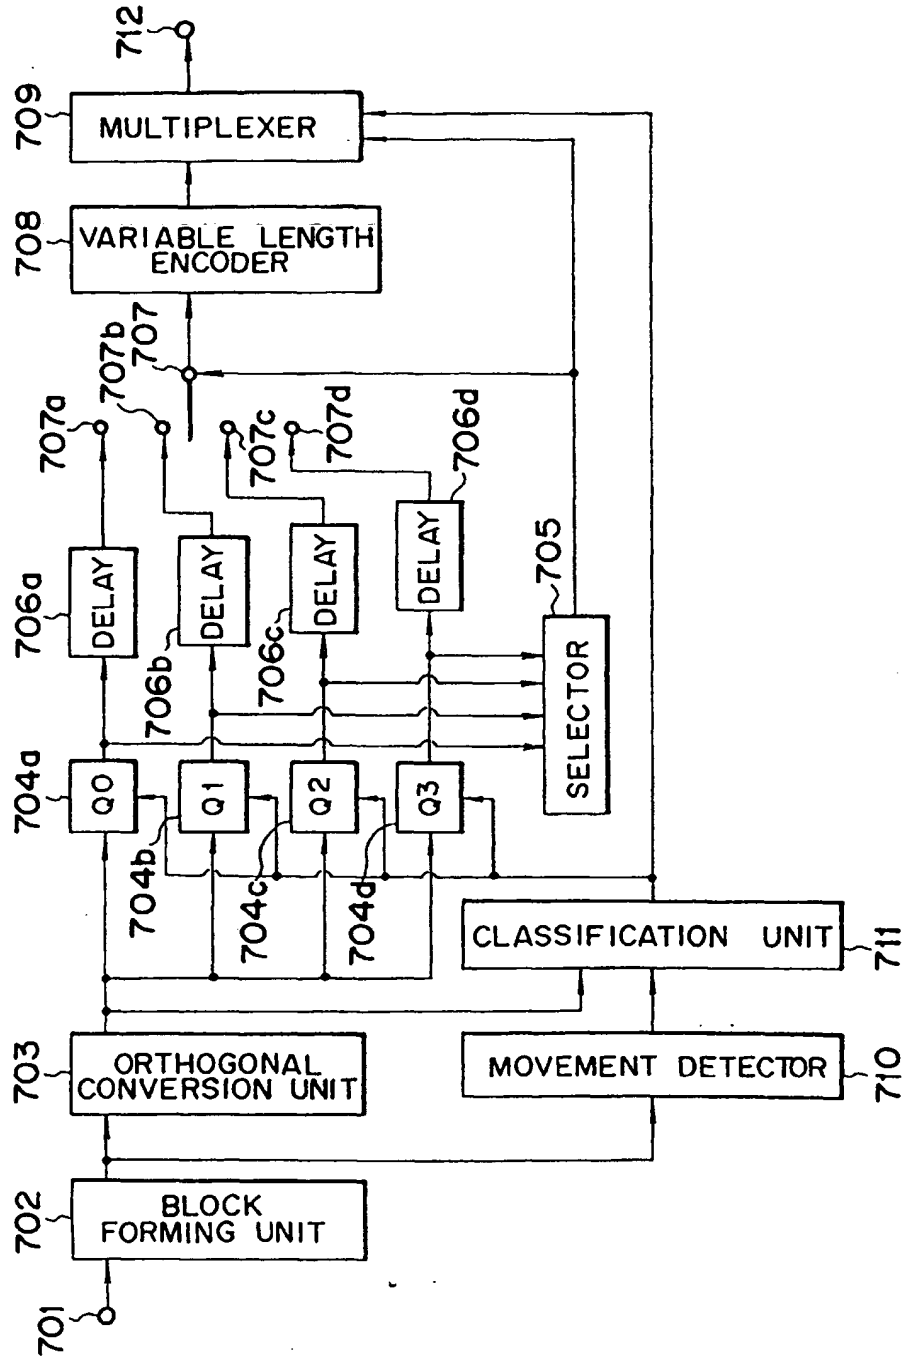 701
702
BLOCK
FORMING UNIT
703
ORTHOGONAL
CONVERSION UNIT
704a
Q0
704b
Q1
704c
Q2
704d
Q3
706a
DELAY
706b
DELAY
706c
DELAY
706d
DELAY
705
SELECTOR
707a
707b
707
707c
707d
708
VARIABLE LENGTH
ENCODER
709
MULTIPLEXER
712
MOVEMENT DETECTOR
710
CLASSIFICATION UNIT
711